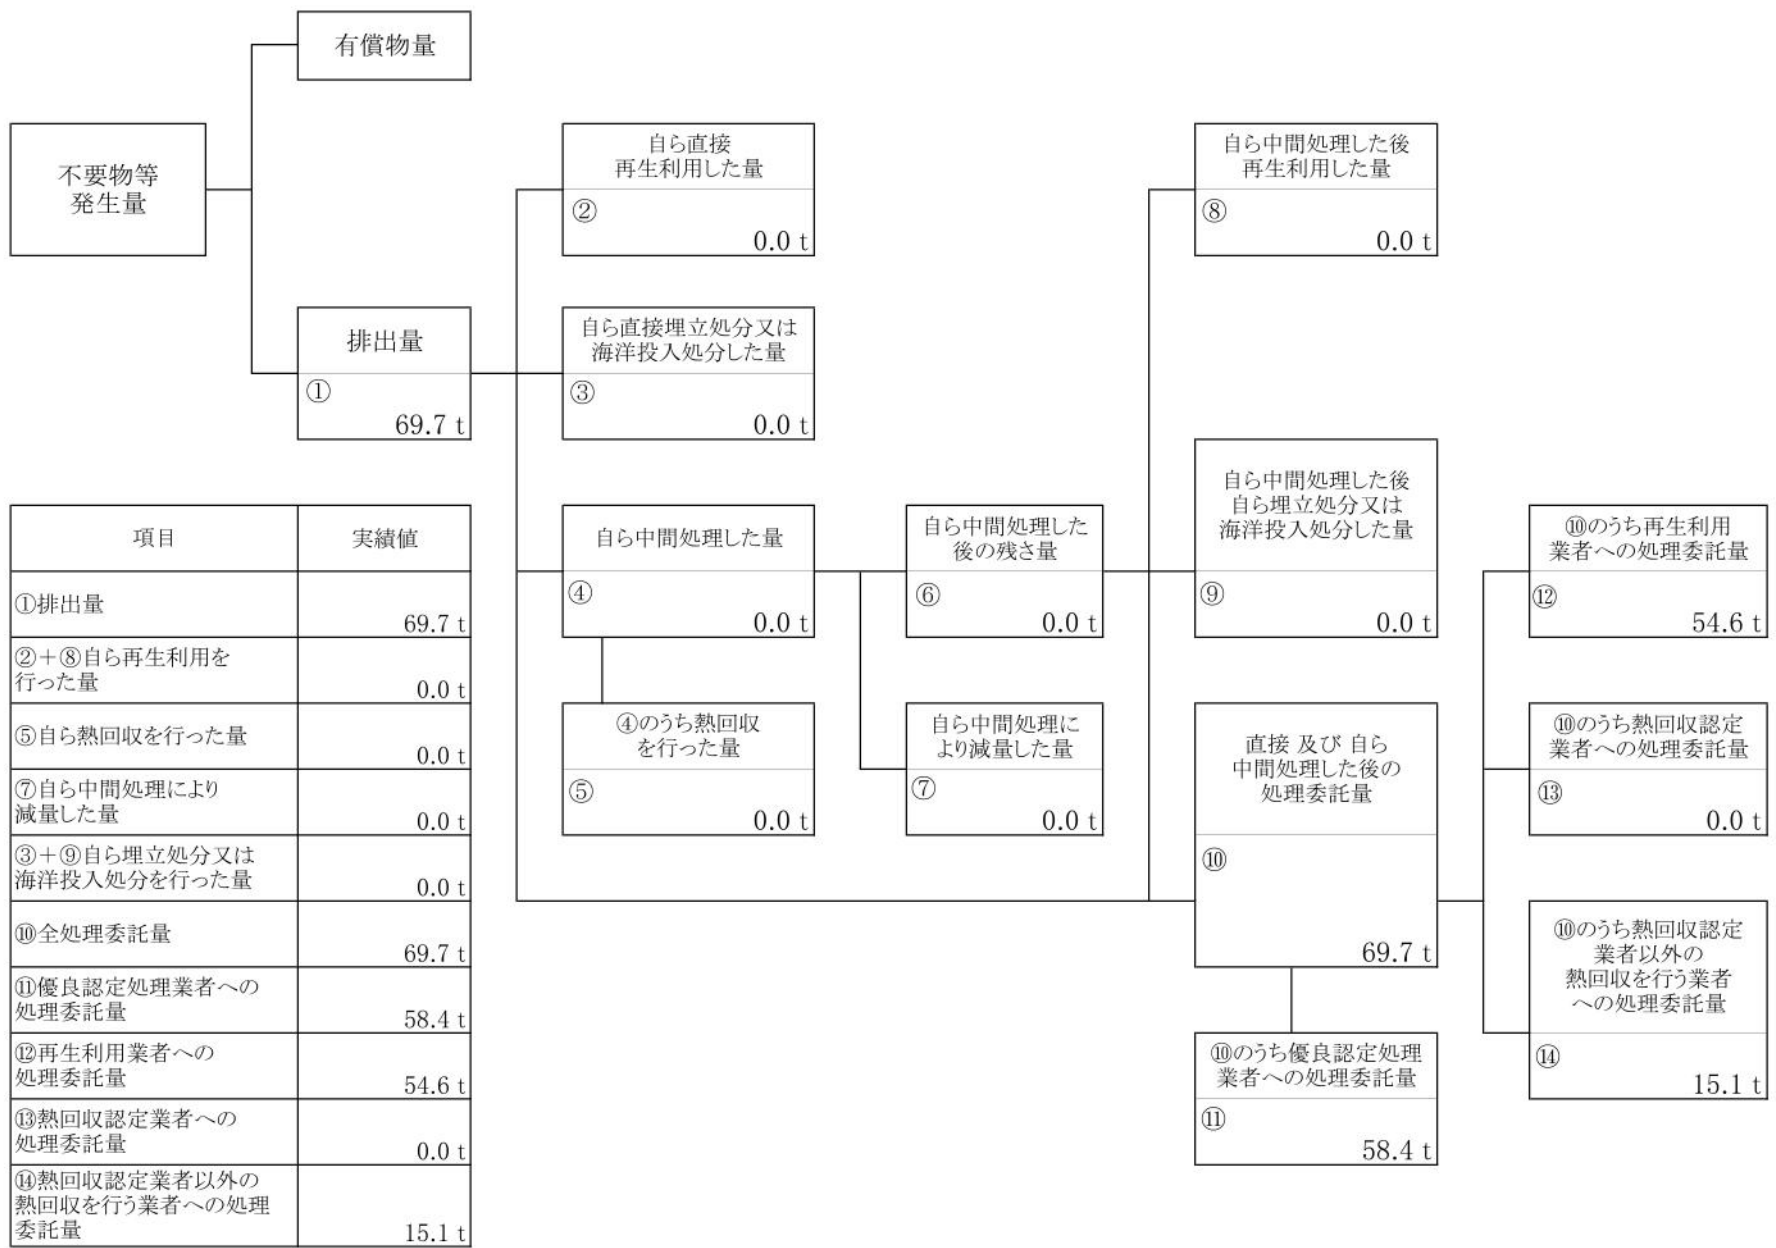 有償物量
不要物等
発生量
自ら直接
再生利用した量
②
0.0 t
自ら中間処理した後
再生利用した量
⑧
0.0 t
排出量
①
69.7 t
自ら直接埋立処分又は
海洋投入処分した量
③
0.0 t
自ら中間処理した量
④
0.0 t
自ら中間処理した
後の残さ量
⑥
0.0 t
自ら中間処理した後
自ら埋立処分又は
海洋投入処分した量
⑨
0.0 t
⑩のうち再生利用
業者への処理委託量
⑫
54.6 t
④のうち熱回収
を行った量
⑤
0.0 t
自ら中間処理に
より減量した量
⑦
0.0 t
直接 及び 自ら
中間処理した後の
処理委託量
⑩
69.7 t
⑩のうち熱回収認定
業者への処理委託量
⑬
0.0 t
⑩のうち熱回収認定
業者以外の
熱回収を行う業者
への処理委託量
⑭
15.1 t
⑩のうち優良認定処理
業者への処理委託量
⑪
58.4 t
項目 実績値
①排出量
69.7 t
②＋⑧自ら再生利用を
行った量
0.0 t
⑤自ら熱回収を行った量
0.0 t
⑦自ら中間処理により
減量した量
0.0 t
③＋⑨自ら埋立処分又は
海洋投入処分を行った量
0.0 t
⑩全処理委託量
69.7 t
⑪優良認定処理業者への
処理委託量
58.4 t
⑫再生利用業者への
処理委託量
54.6 t
⑬熱回収認定業者への
処理委託量
0.0 t
⑭熱回収認定業者以外の
熱回収を行う業者への処理
委託量
15.1 t